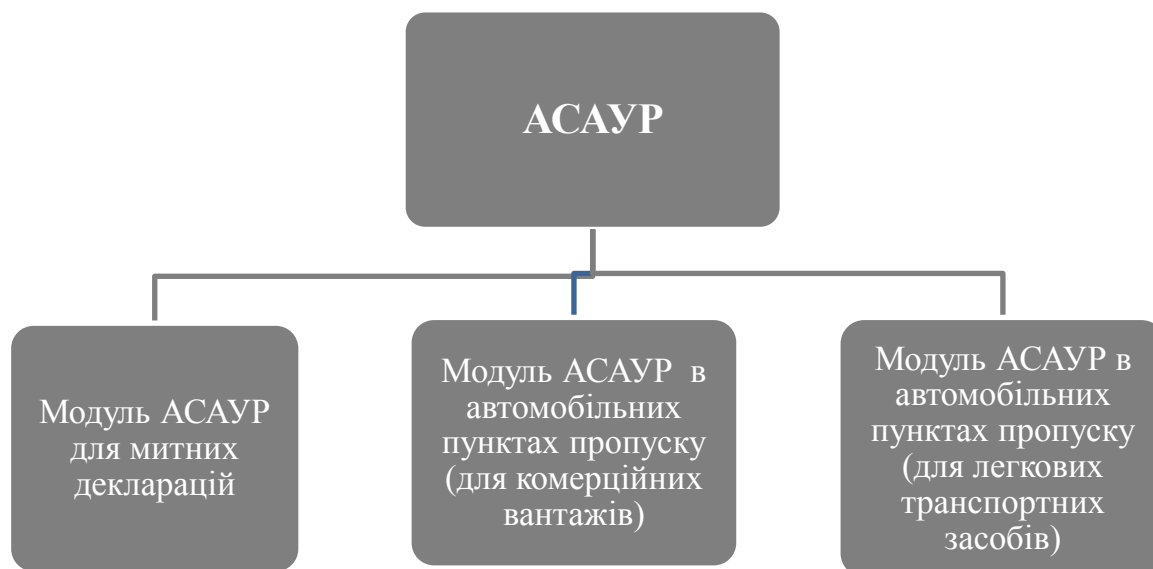 АСАУР
Модуль АСАУР
для митних
декларацій
Модуль АСАУР в
автомобільних
пунктах пропуску
(для комерційних
вантажів)
Модуль АСАУР в
автомобільних
пунктах пропуску
(для легкових
транспортних
засобів)